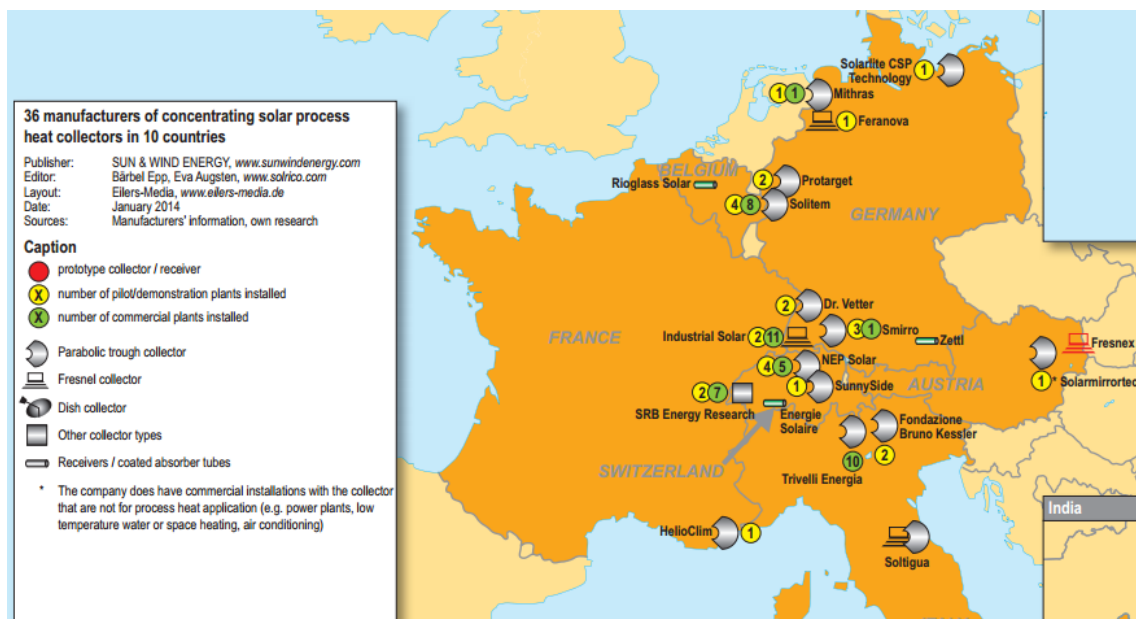 36 manufacturers of concentrating solar process
heat collectors in 10 countries
Publisher: SUN & WIND ENERGY, www.sunwindenergy.com
Editor: Bärbel Epp, Eva Augsten, www.solrico.com
Layout: Eilers-Media, www.eilers-media.de
Date: January 2014
Sources: Manufacturers' information, own research
Caption
prototype collector / receiver
X number of pilot/demonstration plants installed
X number of commercial plants installed
Parabolic trough collector
Fresnel collector
Dish collector
Other collector types
Receivers / coated absorber tubes
* The company does have commercial installations with the collector
that are not for process heat application (e.g. power plants, low
temperature water or space heating, air conditioning)
Solarlite CSP
Technology 1
1 1 Mithras
1 Feranova
BELGIUM
Rioglass Solar
2 Protarget
4 8 Solitem
GERMANY
2 Dr. Vetter
FRANCE
Industrial Solar 2 11
3 1 Smirro
Zettl
Fresnex
4 5 NEP Solar
1 SunnySide
AUSTRIA
1 * Solarmirrortec
2 7
SRB Energy Research
Energie
Solaire
Fondazione
Bruno Kessler
2
10
Trivelli Energia
SWITZERLAND
HelioClim 1
Soltigua
India